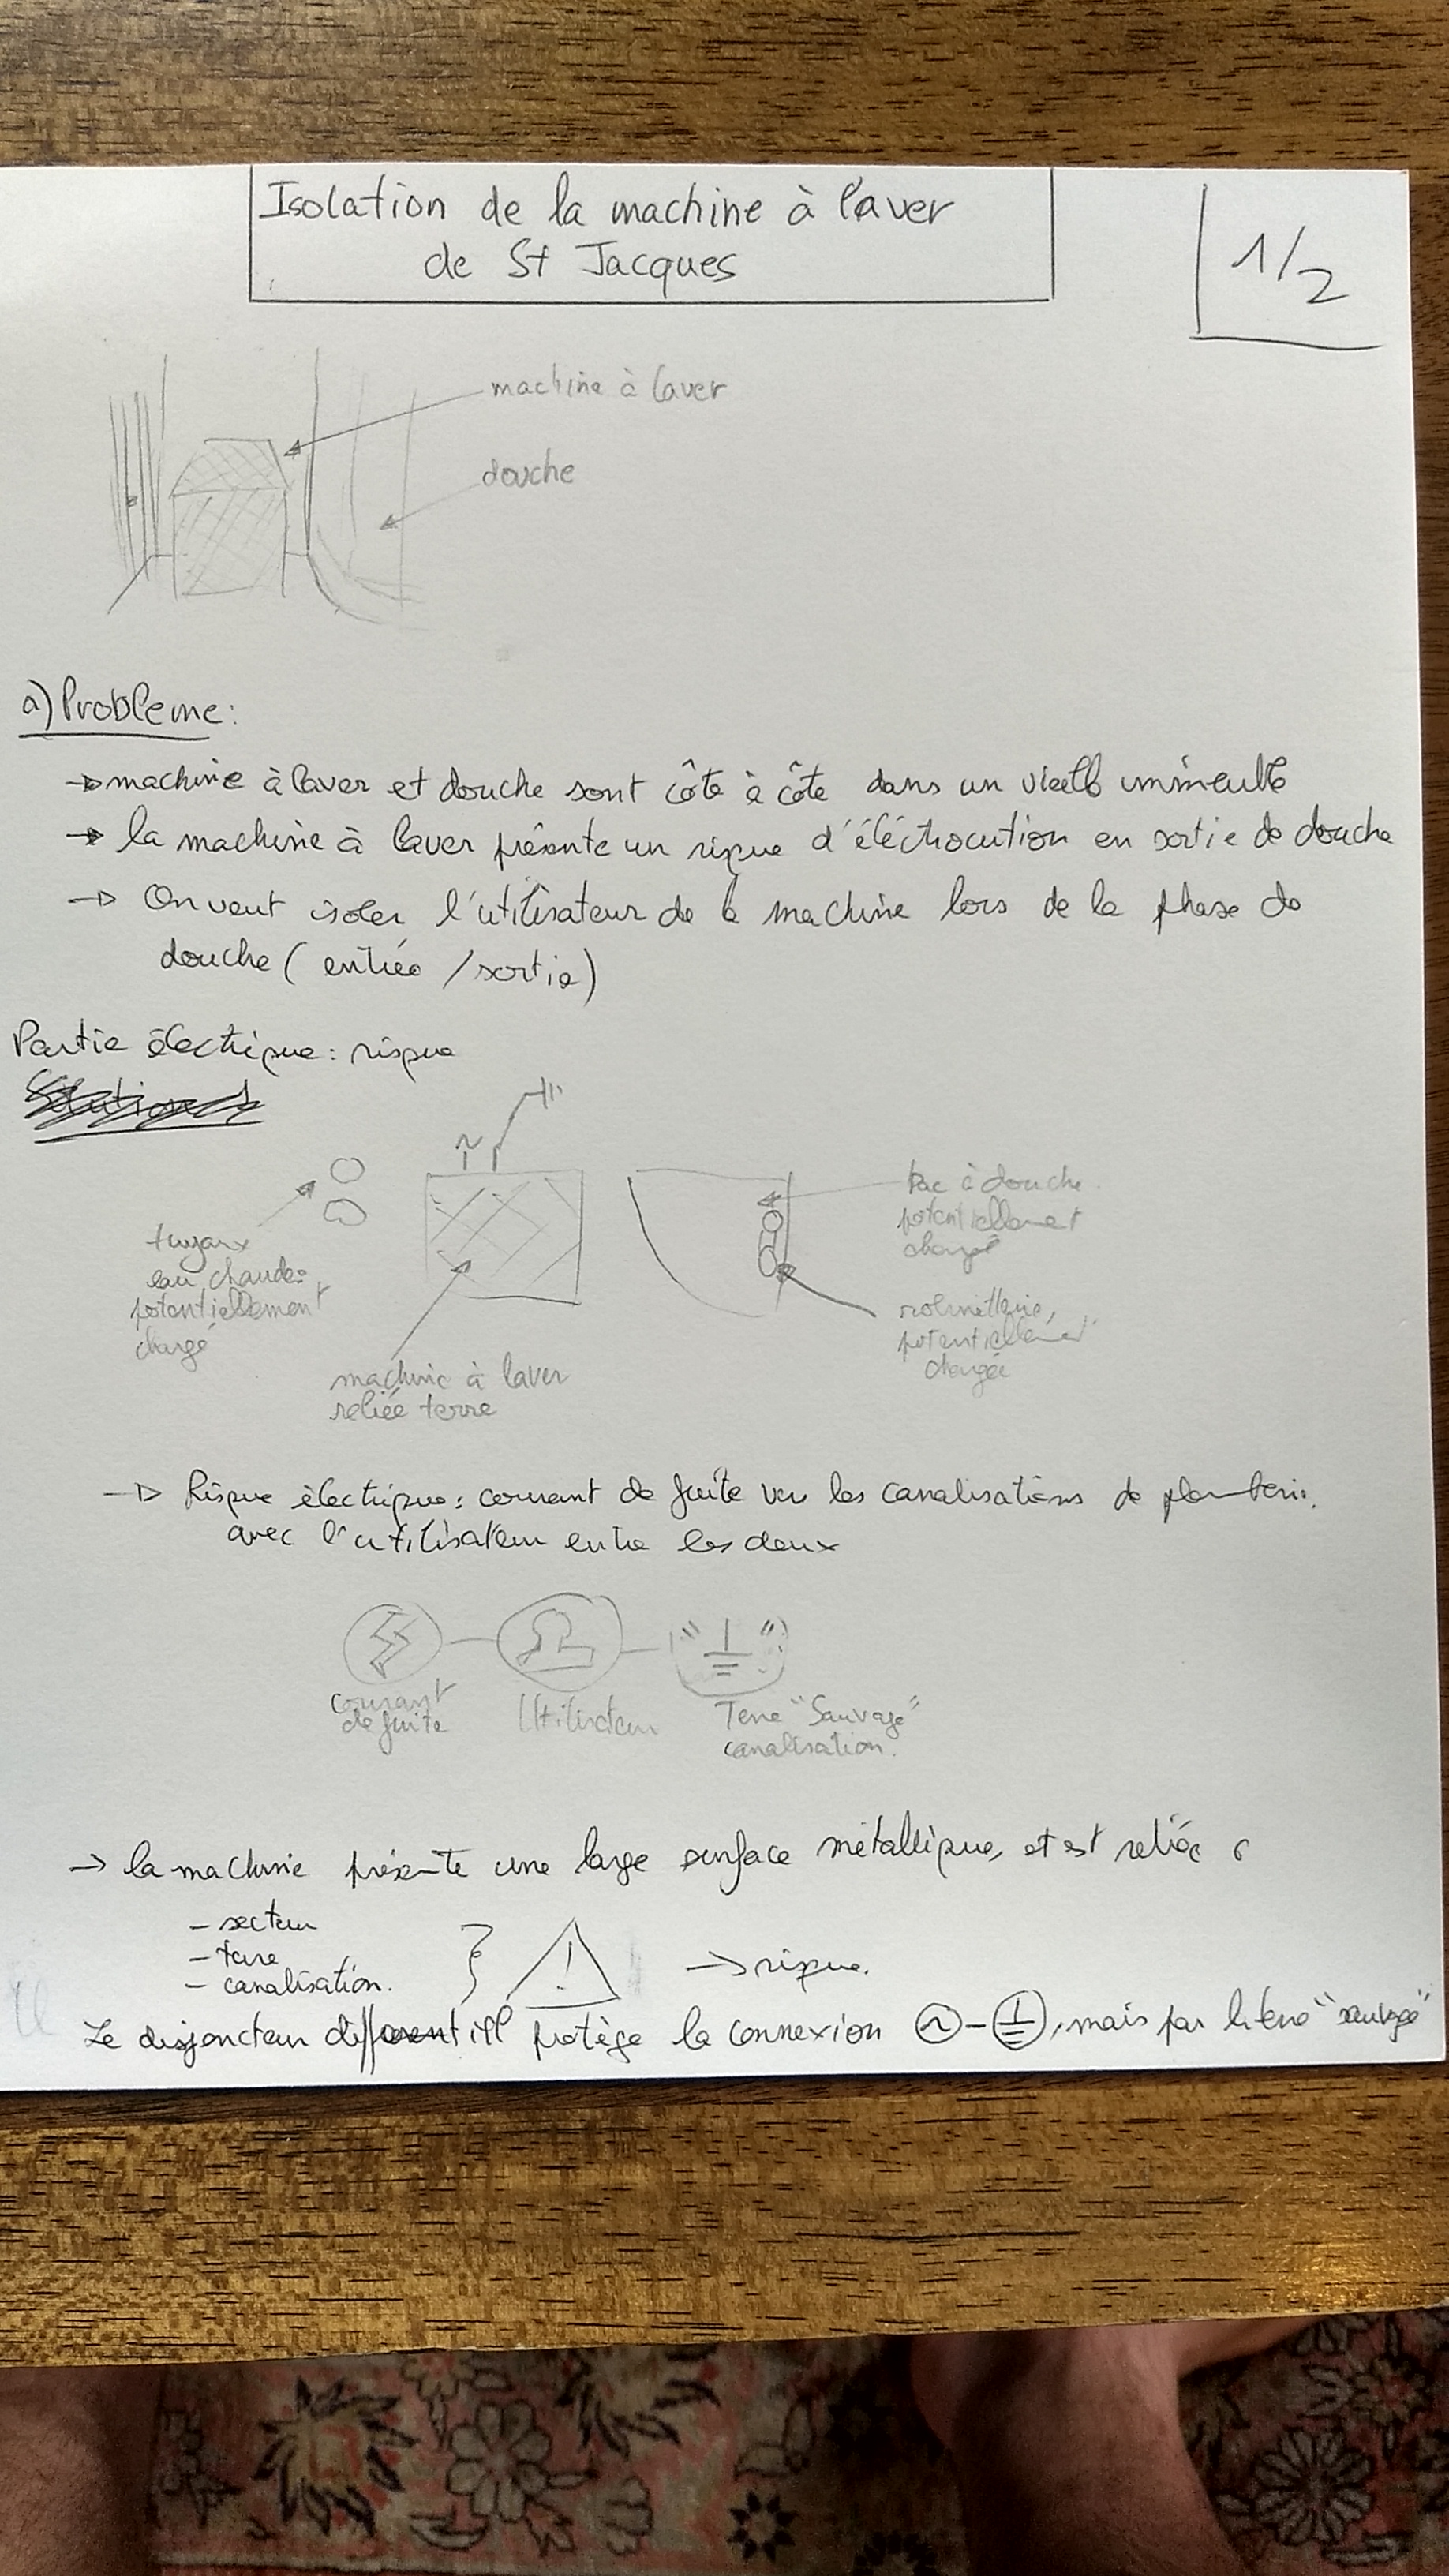 Isolation de la machine à laver
de St Jacques
1/2
machine à laver
douche
a) Probleme:
→ machine à laver et douche sont côte à côte dans un vieil immeuble
→ la machine à laver présente un risque d'éléctrocution en sortie de douche
→ On veut isoler l'utilisateur de la machine lors de la phase de
douche (entrée / sortie)
Partie électrique: risque
~
tuyaux
eau chaude:
potentiellement
chargé
machine à laver
reliée terre
bac à douche
potentiellement
chargé
robinetterie,
potentiellement
chargée
→ Risque électrique: courant de fuite vers les canalisations de plomberie.
avec l'utilisateur entre les deux
courant
de fuite
Utilisateur
Terre "Sauvage"
canalisation.
→ la machine présente une large surface métallique, et est reliée
- secteur
- terre
- canalisation.
! → risque.
Le disjoncteur différentiel protège la connexion ~ - ⏚, mais pas la terre "sauvage"